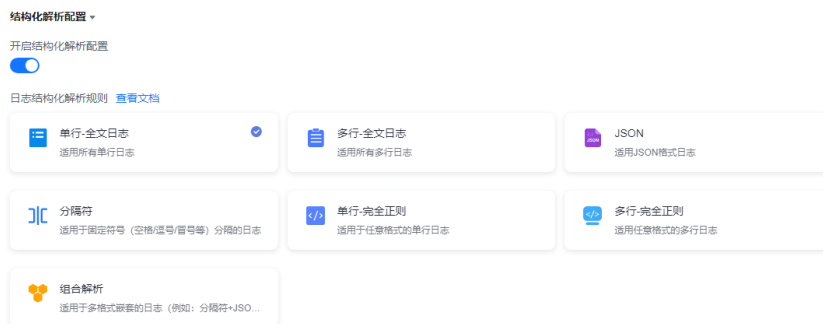 结构化解析配置
开启结构化解析配置
日志结构化解析规则 查看文档
单行-全文日志
适用所有单行日志
多行-全文日志
适用所有多行日志
JSON
适用JSON格式日志
分隔符
适用于固定符号（空格/逗号/冒号等）分隔的日志
单行-完全正则
适用于任意格式的单行日志
多行-完全正则
适用任意格式的多行日志
组合解析
适用于多格式嵌套的日志（例如：分隔符+JSO...